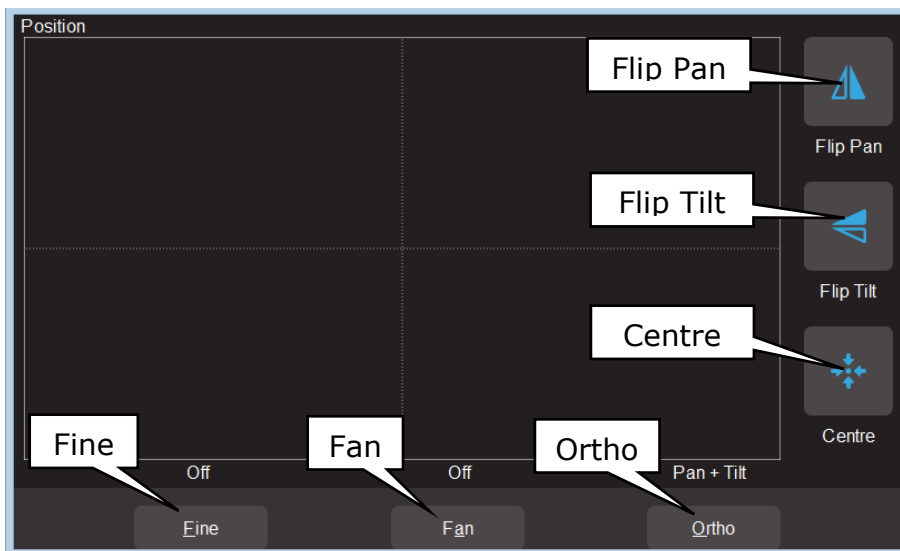 Position
Flip Pan
Flip Pan
Flip Tilt
Flip Tilt
Centre
Centre
Fine
Fan
Ortho
Off
Off
Pan + Tilt
Fine
Fan
Ortho